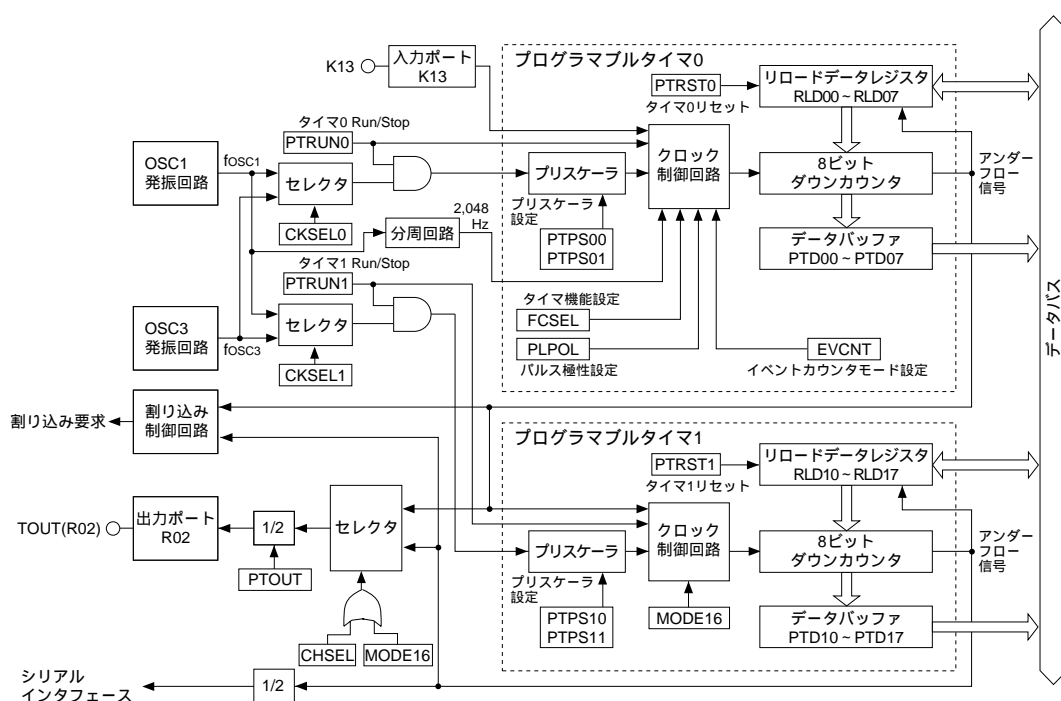 K13
入力ポート
K13
プログラマブルタイマ0
PTRST0
タイマ0リセット
リロードデータレジスタ
RLD00～RLD07
タイマ0 Run/Stop
PTRUN0
OSC1
発振回路
fOSC1
セレクタ
CKSEL0
プリスケーラ
プリスケーラ
設定
PTPS00
PTPS01
クロック
制御回路
8ビット
ダウンカウンタ
アンダー
フロー
信号
2,048
Hz
分周回路
データバッファ
PTD00～PTD07
タイマ1 Run/Stop
PTRUN1
OSC3
発振回路
fOSC3
セレクタ
CKSEL1
タイマ機能設定
FCSEL
PLPOL
パルス極性設定
EVCNT
イベントカウンタモード設定
データバス
割り込み要求
割り込み
制御回路
プログラマブルタイマ1
PTRST1
タイマ1リセット
リロードデータレジスタ
RLD10～RLD17
TOUT(R02)
出力ポート
R02
1/2
PTOUT
セレクタ
CHSEL
MODE16
プリスケーラ
プリスケーラ
設定
PTPS10
PTPS11
クロック
制御回路
MODE16
8ビット
ダウンカウンタ
アンダー
フロー
信号
データバッファ
PTD10～PTD17
シリアル
インタフェース
1/2